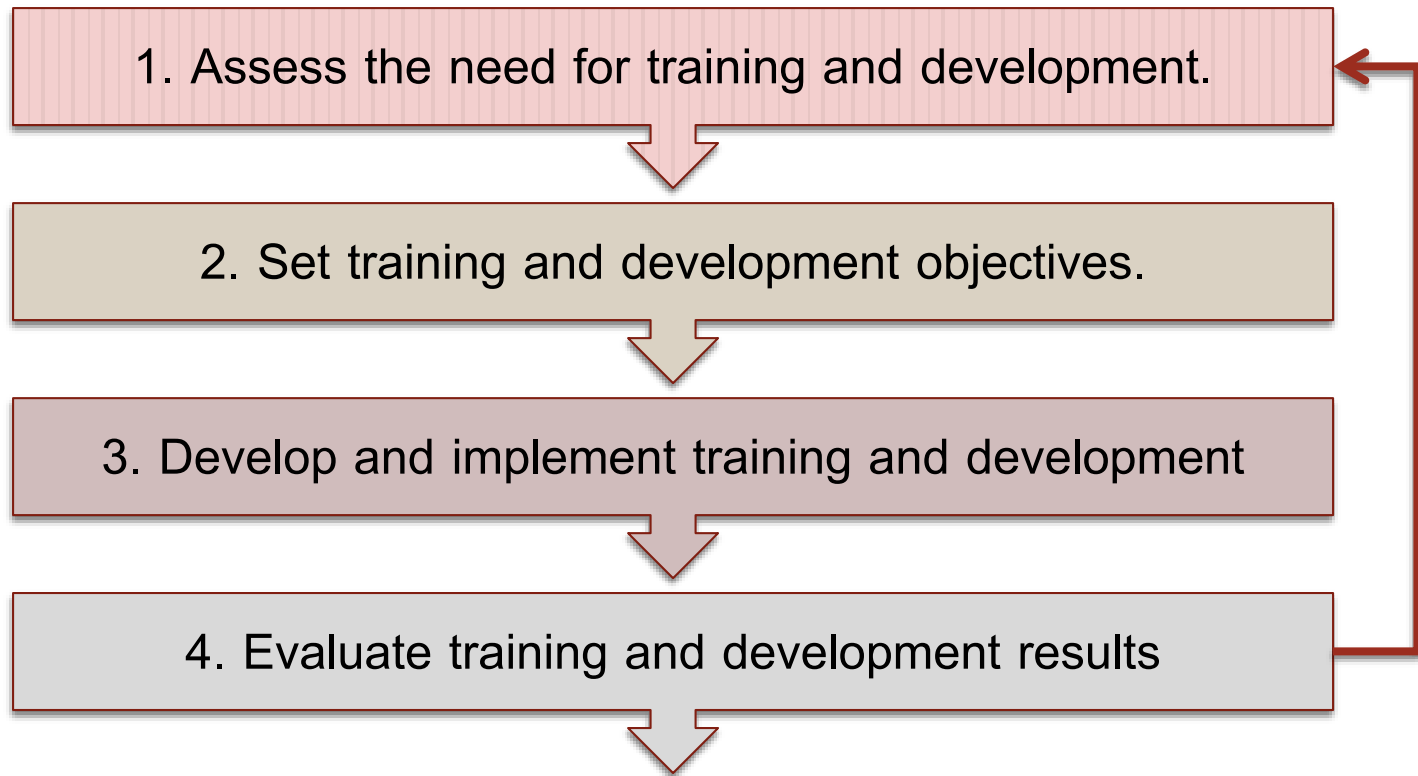 1. Assess the need for training and development.
2. Set training and development objectives.
3. Develop and implement training and development
4. Evaluate training and development results